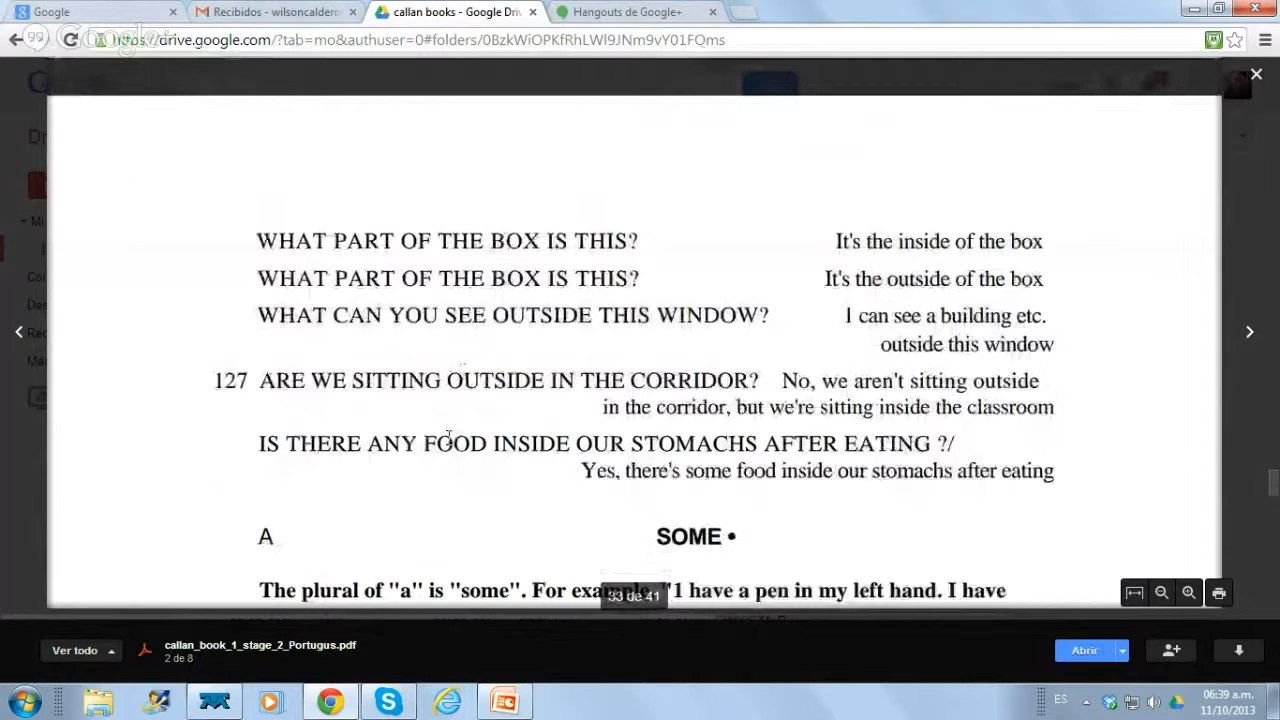 Google
Recibidos - wilsoncaldero
callan books - Google Driv
Hangouts de Google+
Google+
drive.google.com/?tab=mo&authuser=0#folders/0BzkWiOPKfRhLWl9JNm9vY01FQms
WHAT PART OF THE BOX IS THIS? It's the inside of the box
WHAT PART OF THE BOX IS THIS? It's the outside of the box
WHAT CAN YOU SEE OUTSIDE THIS WINDOW? I can see a building etc.
outside this window
127 ARE WE SITTING OUTSIDE IN THE CORRIDOR? No, we aren't sitting outside
in the corridor, but we're sitting inside the classroom
IS THERE ANY FOOD INSIDE OUR STOMACHS AFTER EATING ?/
Yes, there's some food inside our stomachs after eating
A SOME •
The plural of "a" is "some". For example, "1 have a pen in my left hand. I have
33 de 41
Ver todo
callan_book_1_stage_2_Portugus.pdf
2 de 8
Abrir
ES
06:39 a.m.
11/10/2013